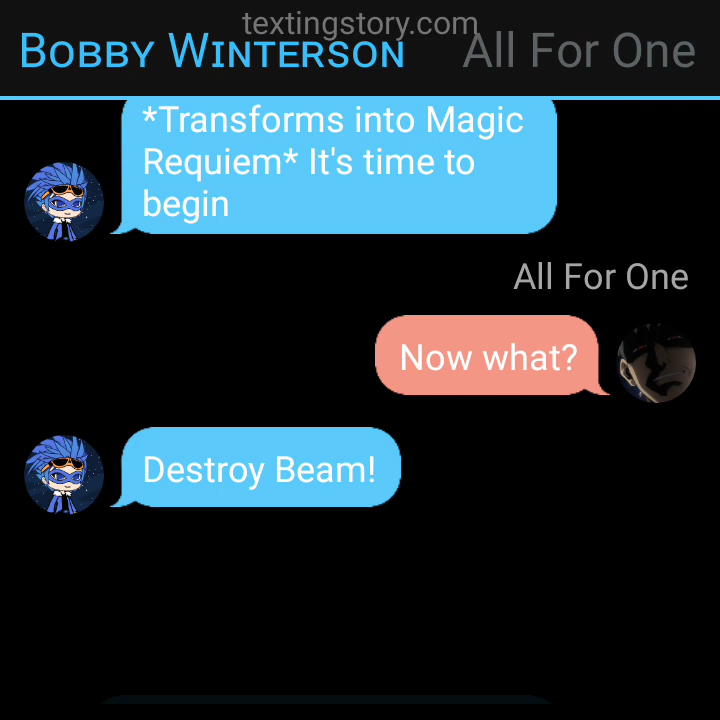 textingstory.com
Bobby Winterson
All For One
*Transforms into Magic
Requiem* It's time to
begin
All For One
Now what?
Destroy Beam!